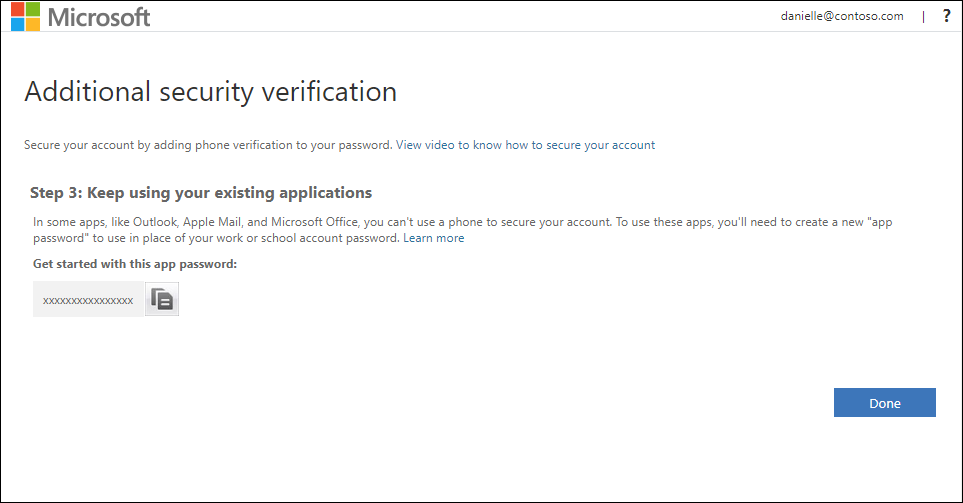 Microsoft
danielle@contoso.com | ?
Additional security verification
Secure your account by adding phone verification to your password. View video to know how to secure your account
Step 3: Keep using your existing applications
In some apps, like Outlook, Apple Mail, and Microsoft Office, you can't use a phone to secure your account. To use these apps, you'll need to create a new "app
password" to use in place of your work or school account password. Learn more
Get started with this app password:
xxxxxxxxxxxxxxxx
Done